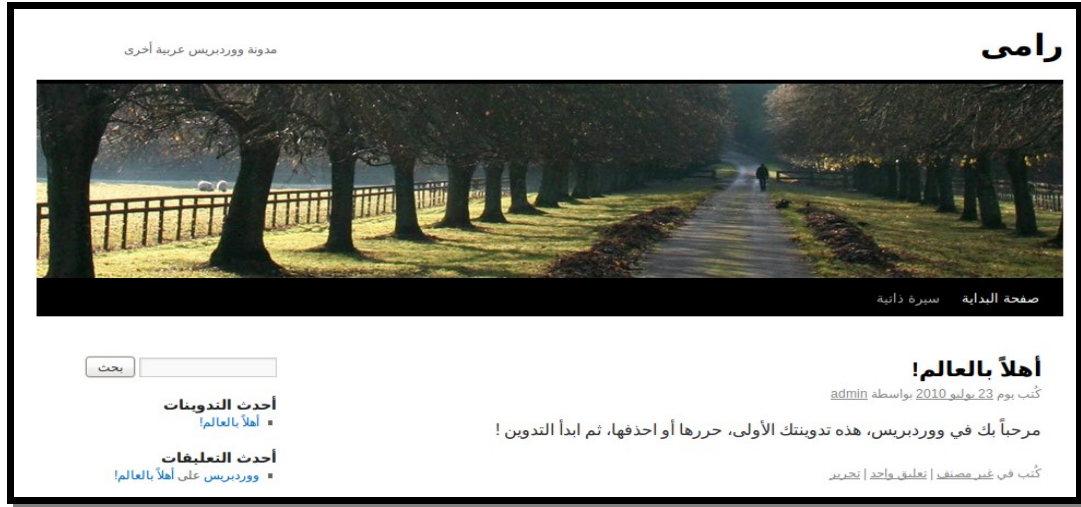 رامى
مدونة ووردبريس عربية أخرى
صفحة البداية
سيرة ذاتية
أهلاً بالعالم!
كُتب يوم 23 يوليو 2010 بواسطة admin
مرحباً بك في ووردبريس، هذه تدوينتك الأولى، حررها أو احذفها، ثم ابدأ التدوين !
كُتب في غير مصنف | تعليق واحد | تحرير
بحث
أحدث التدوينات
أهلاً بالعالم!
أحدث التعليقات
ووردبريس على أهلاً بالعالم!